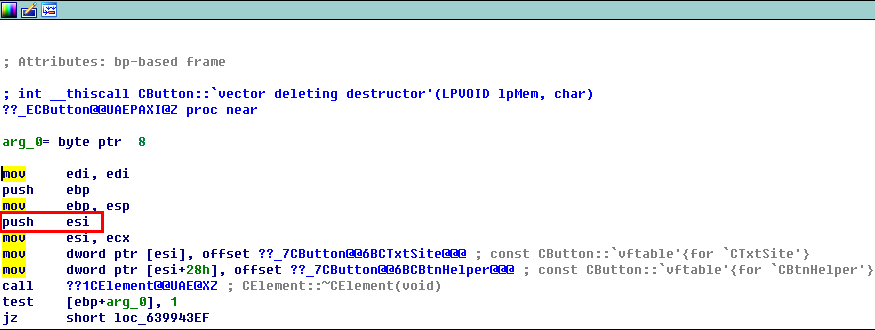 ; Attributes: bp-based frame
; int __thiscall CButton::`vector deleting destructor'(LPVOID lpMem, char)
??_ECButton@@UAEPAXI@Z proc near
arg_0= byte ptr  8
mov     edi, edi
push    ebp
mov     ebp, esp
push    esi
mov     esi, ecx
mov     dword ptr [esi], offset ??_7CButton@@6BCTxtSite@@@ ; const CButton::`vftable'{for `CTxtSite'}
mov     dword ptr [esi+28h], offset ??_7CButton@@6BCBtnHelper@@@ ; const CButton::`vftable'{for `CBtnHelper'}
call    ??1CElement@@UAE@XZ ; CElement::~CElement(void)
test    [ebp+arg_0], 1
jz      short loc_639943EF